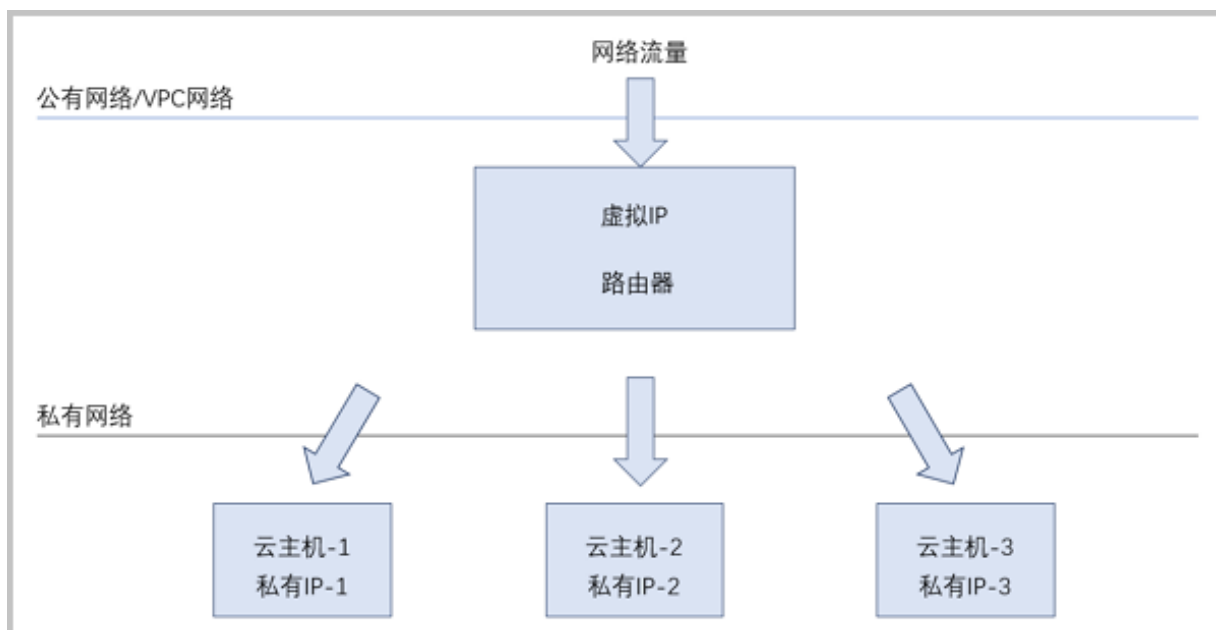 网络流量
公有网络/VPC网络
虚拟IP
路由器
私有网络
云主机-1
私有IP-1
云主机-2
私有IP-2
云主机-3
私有IP-3